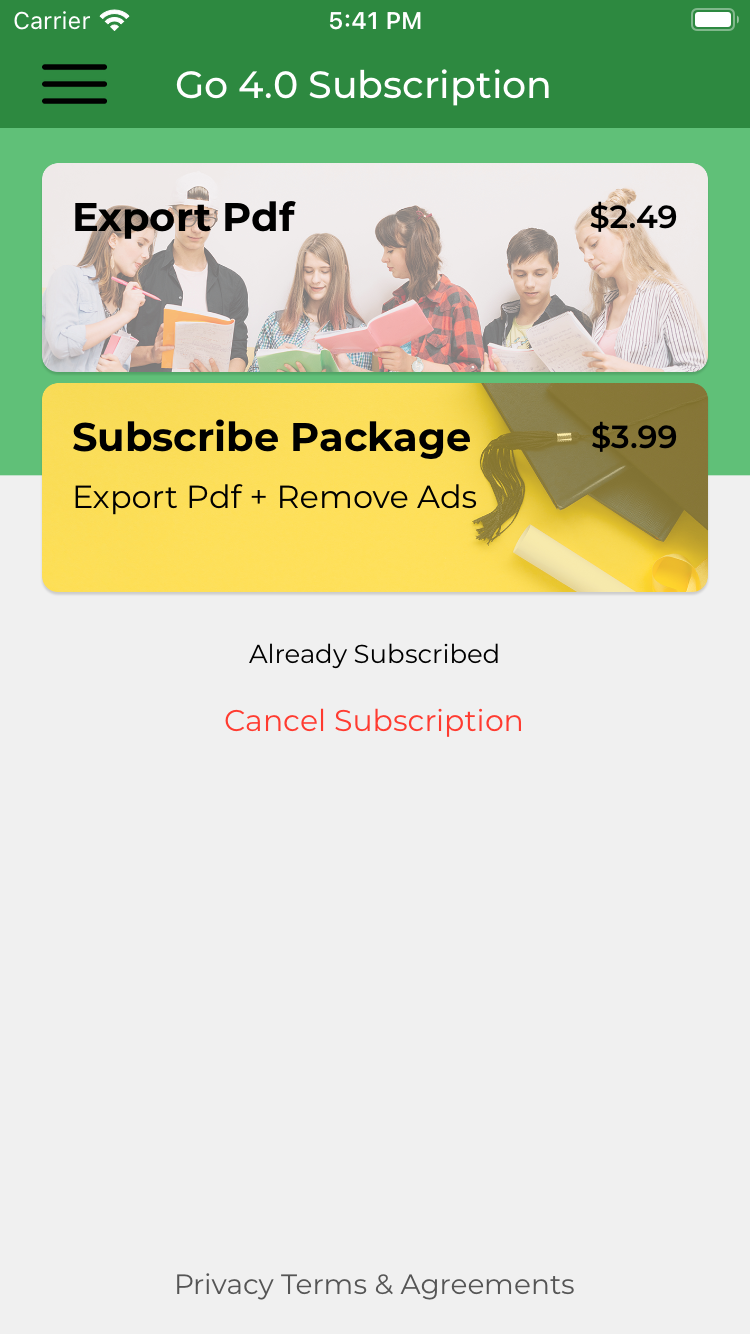 Carrier 5:41 PM
Go 4.0 Subscription
Export Pdf $2.49
Subscribe Package $3.99
Export Pdf + Remove Ads
Already Subscribed
Cancel Subscription
Privacy Terms & Agreements